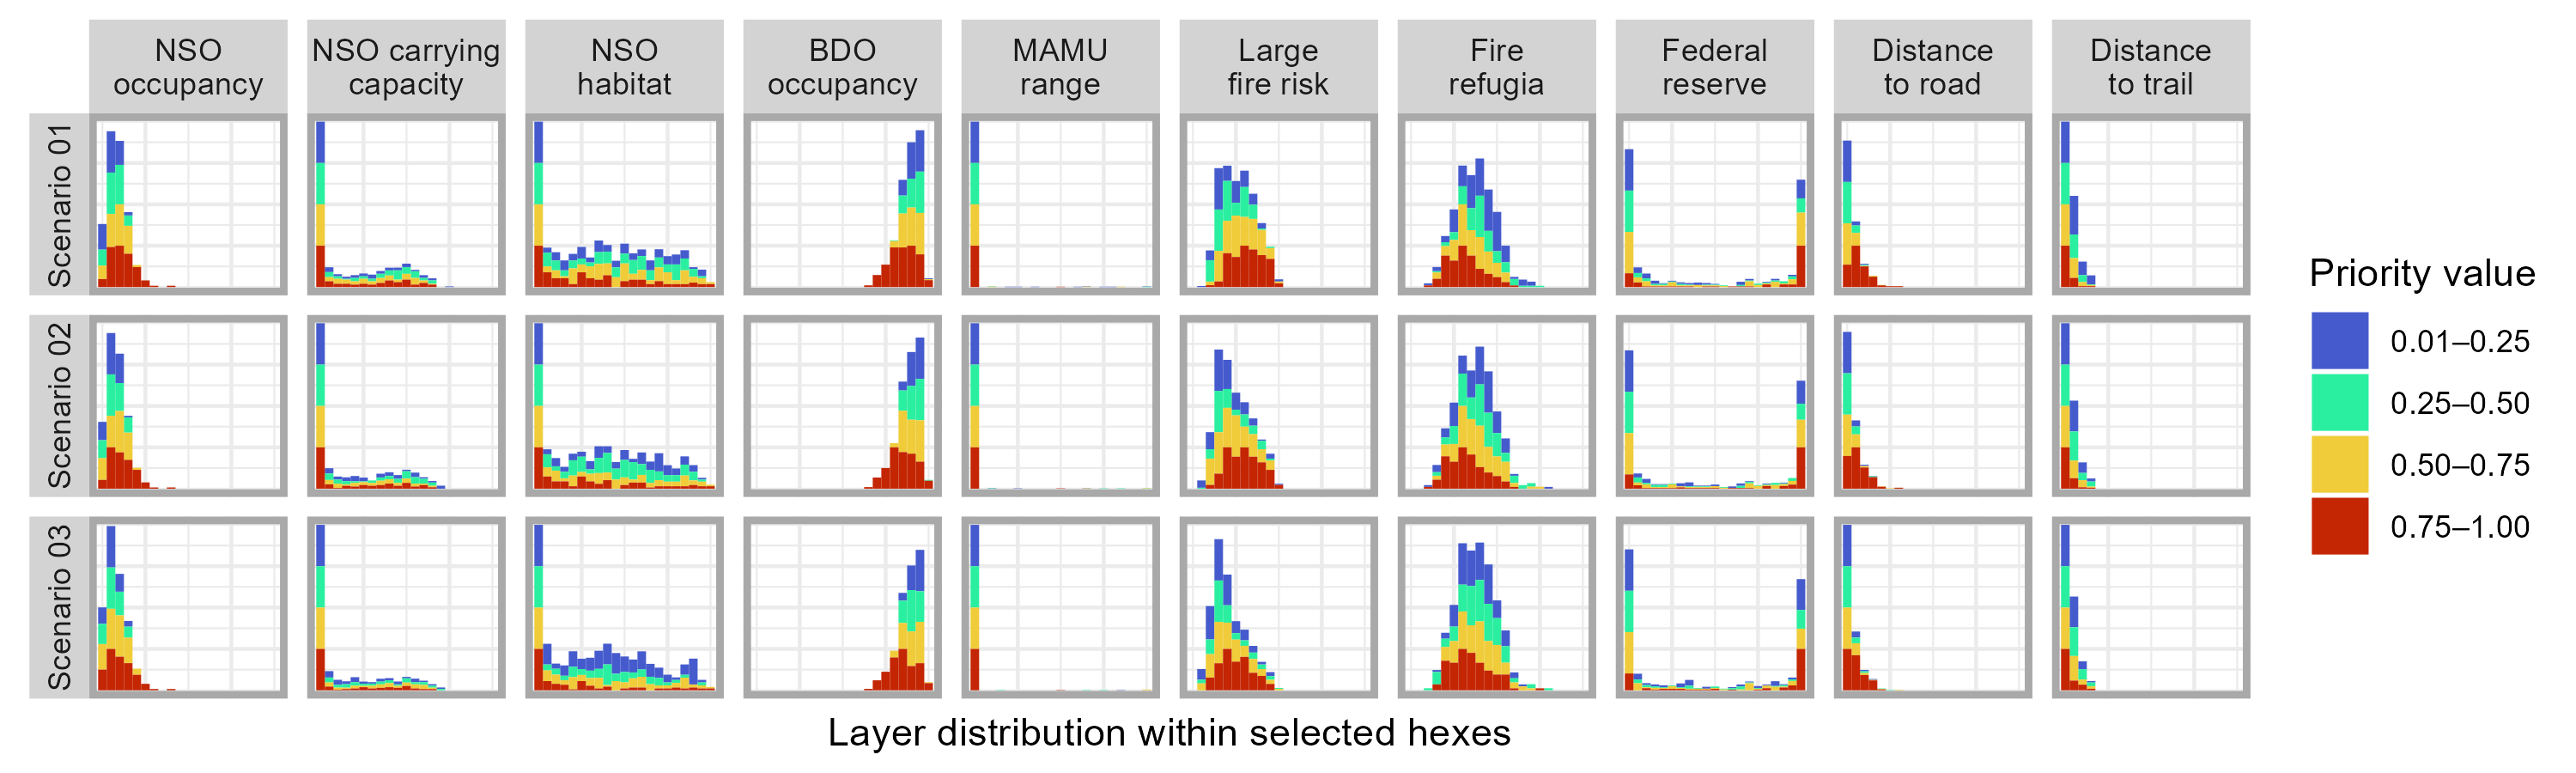 NSO
occupancy
NSO carrying
capacity
NSO
habitat
BDO
occupancy
MAMU
range
Large
fire risk
Fire
refugia
Federal
reserve
Distance
to road
Distance
to trail
Scenario 01
Scenario 02
Scenario 03
Layer distribution within selected hexes
Priority value
0.01–0.25
0.25–0.50
0.50–0.75
0.75–1.00